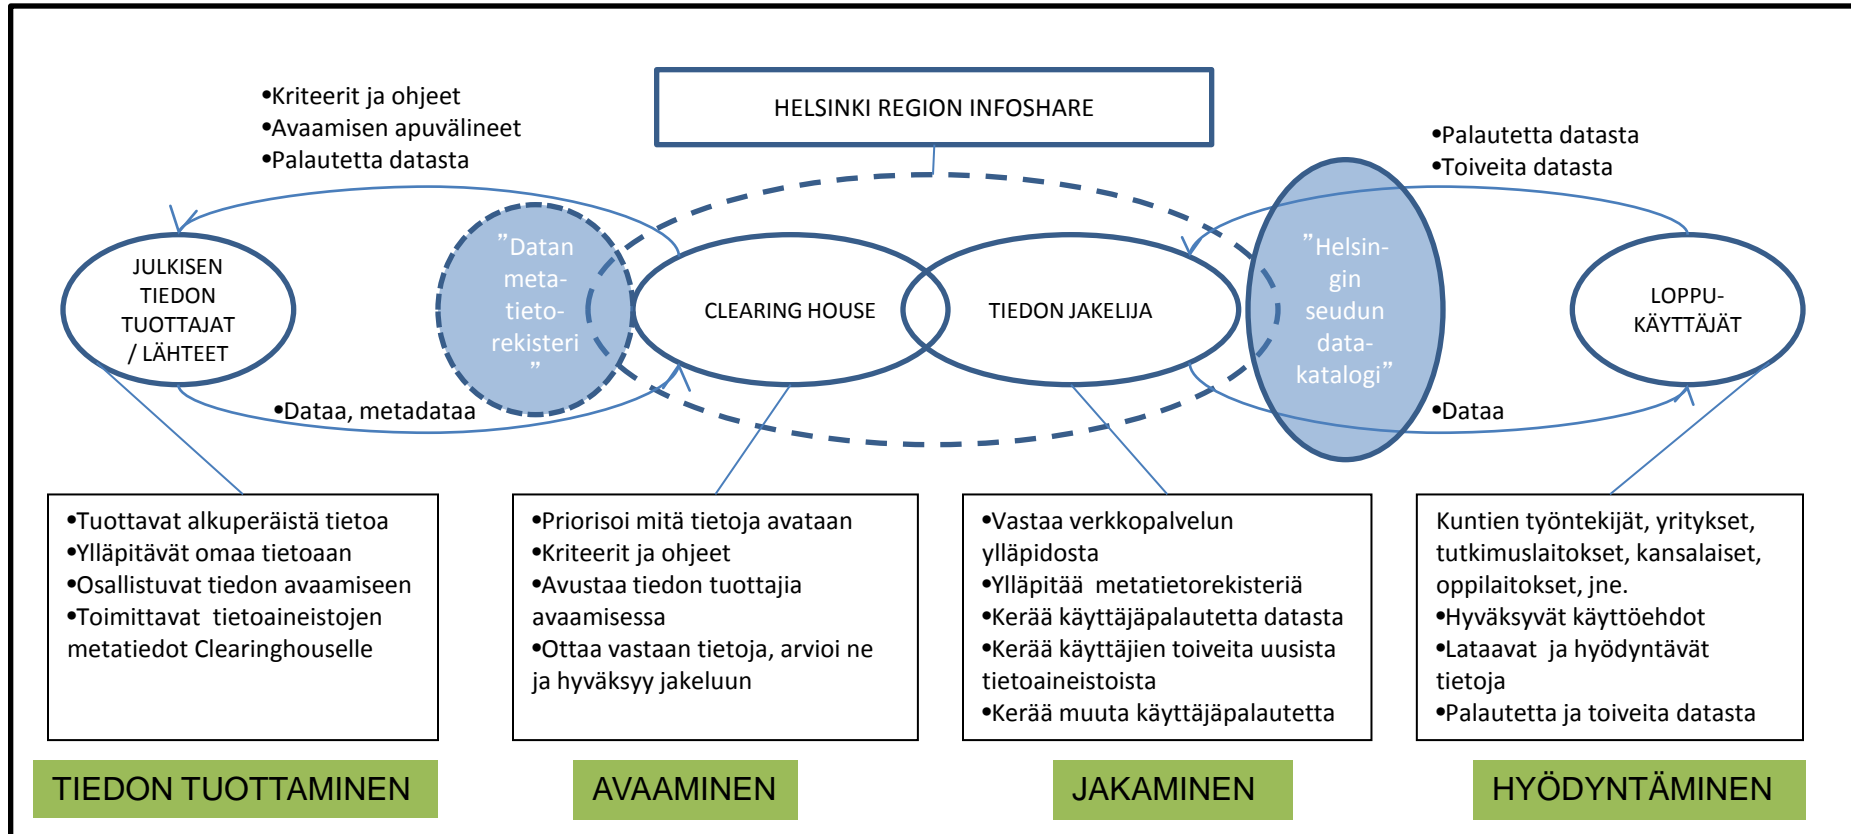 HELSINKI REGION INFOSHARE
•Kriteerit ja ohjeet
•Avaamisen apuvälineet
•Palautetta datasta
•Palautetta datasta
•Toiveita datasta
JULKISEN
TIEDON
TUOTTAJAT
/ LÄHTEET
”Datan
meta-
tieto-
rekisteri
”
CLEARING HOUSE
TIEDON JAKELIJA
”Helsin-
gin
seudun
data-
katalogi”
LOPPU-
KÄYTTÄJÄT
•Dataa, metadataa
•Dataa
•Tuottavat alkuperäistä tietoa
•Ylläpitävät omaa tietoaan
•Osallistuvat tiedon avaamiseen
•Toimittavat tietoaineistojen
metatiedot Clearinghouselle
•Priorisoi mitä tietoja avataan
•Kriteerit ja ohjeet
•Avustaa tiedon tuottajia
avaamisessa
•Ottaa vastaan tietoja, arvioi ne
ja hyväksyy jakeluun
•Vastaa verkkopalvelun
ylläpidosta
•Ylläpitää metatietorekisteriä
•Kerää käyttäjäpalautetta datasta
•Kerää käyttäjien toiveita uusista
tietoaineistoista
•Kerää muuta käyttäjäpalautetta
Kuntien työntekijät, yritykset,
tutkimuslaitokset, kansalaiset,
oppilaitokset, jne.
•Hyväksyvät käyttöehdot
•Lataavat ja hyödyntävät
tietoja
•Palautetta ja toiveita datasta
TIEDON TUOTTAMINEN
AVAAMINEN
JAKAMINEN
HYÖDYNTÄMINEN